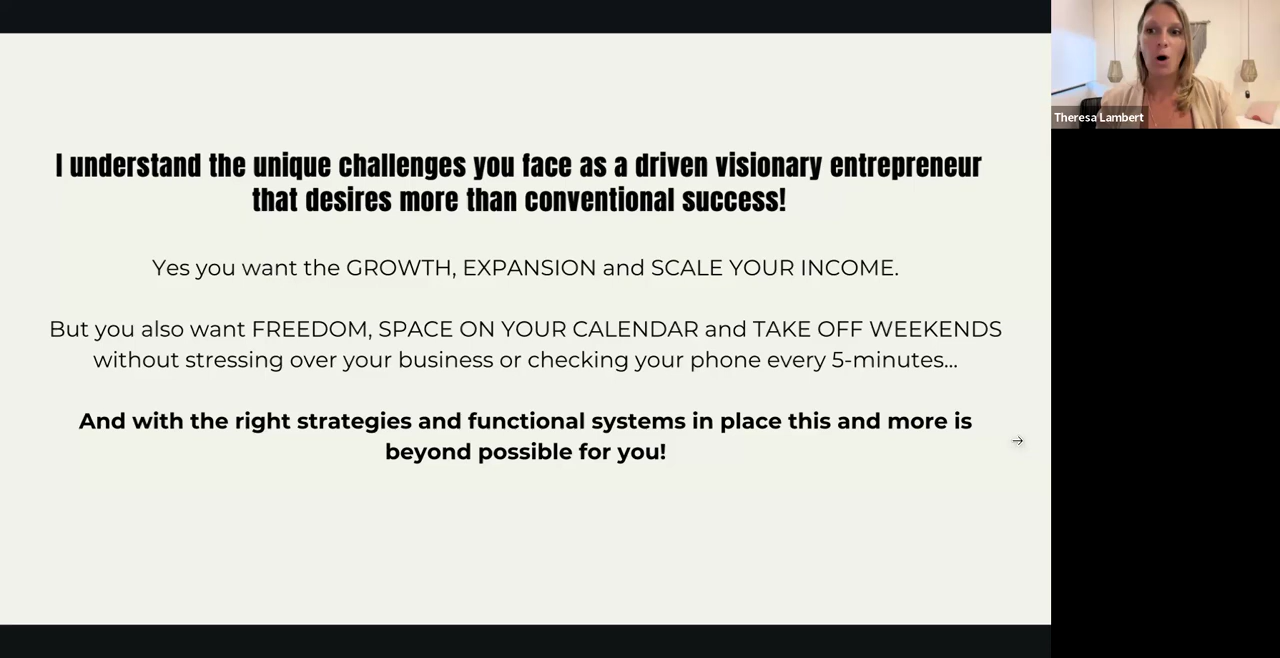 I understand the unique challenges you face as a driven visionary entrepreneur
that desires more than conventional success!
Yes you want the GROWTH, EXPANSION and SCALE YOUR INCOME.
But you also want FREEDOM, SPACE ON YOUR CALENDAR and TAKE OFF WEEKENDS
without stressing over your business or checking your phone every 5-minutes...
And with the right strategies and functional systems in place this and more is
beyond possible for you!
Theresa Lambert